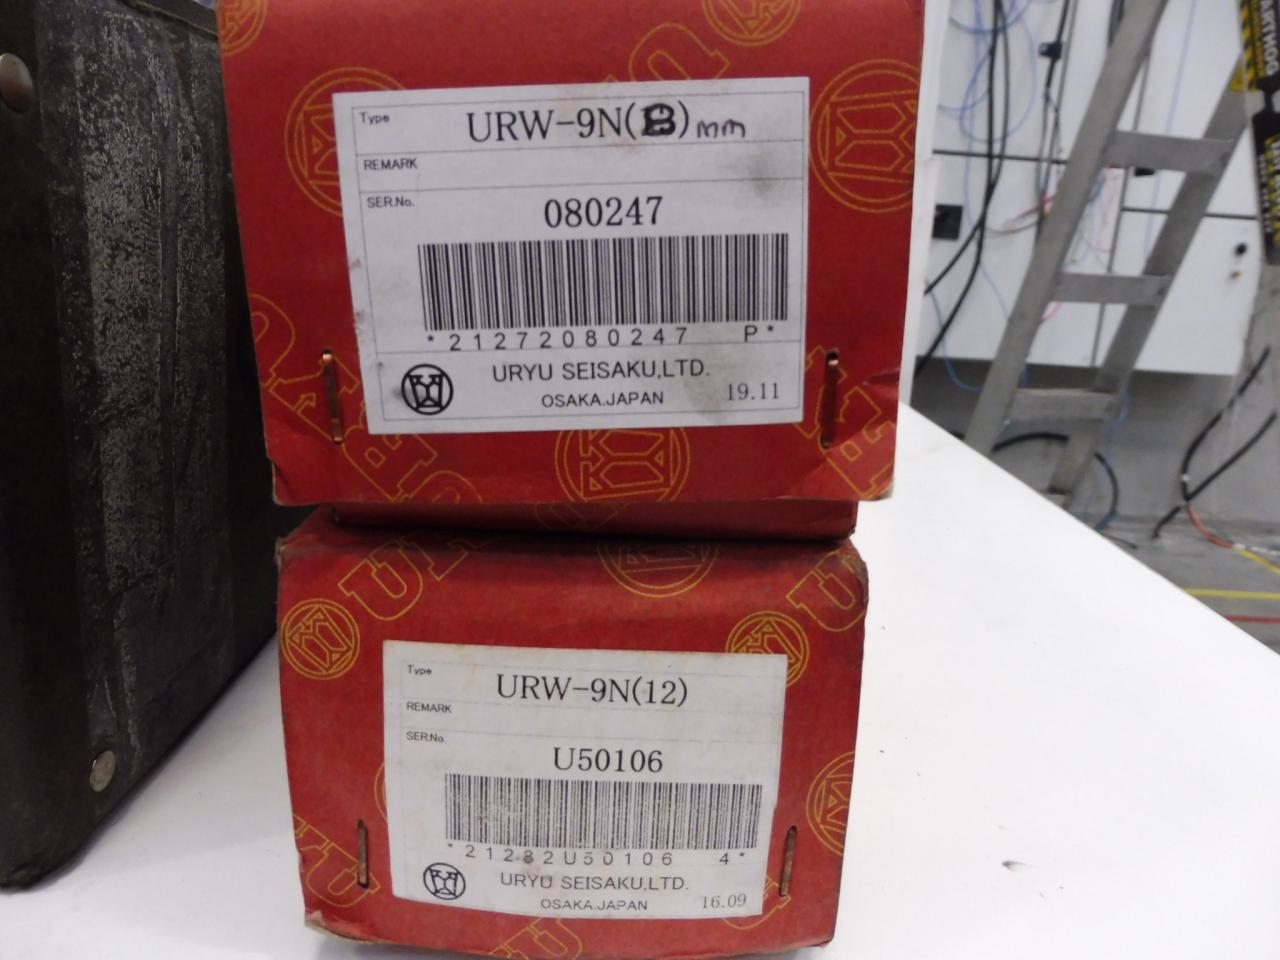 Type
URW-9N(8)mm
REMARK
SER.No.
080247
*21272080247 P*
URYU SEISAKU,LTD.
OSAKA.JAPAN
19.11
Type
URW-9N(12)
REMARK
SER.No.
U50106
*21282U50106 4*
URYU SEISAKU,LTD.
OSAKA.JAPAN
16.09